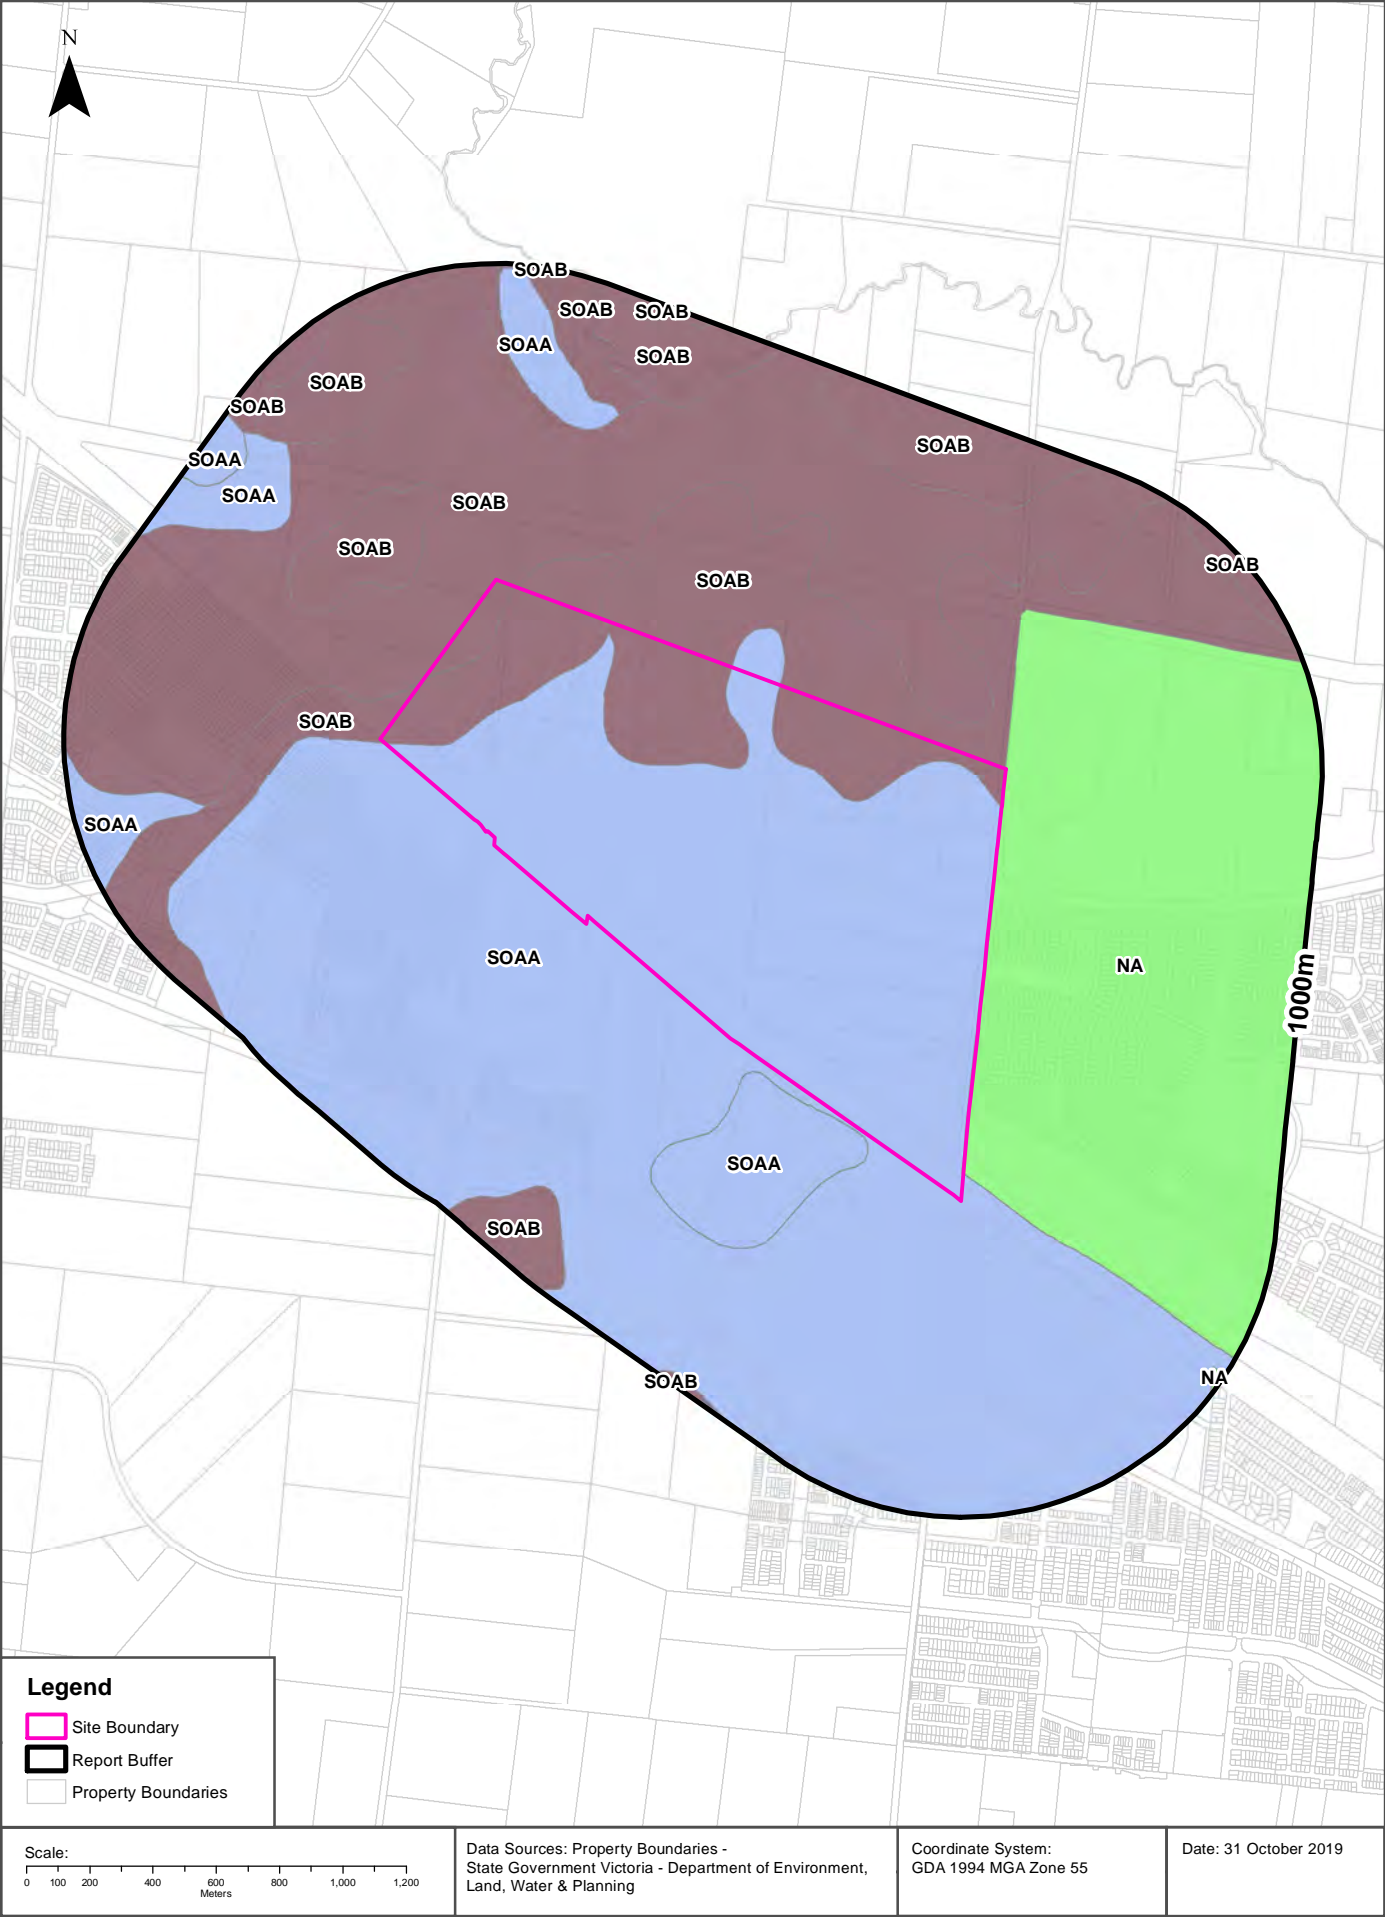 N
SOAB
SOAB
SOAB
SOAA
SOAB
SOAB
SOAB
SOAB
SOAA
SOAA
SOAB
SOAB
SOAB
SOAB
SOAB
SOAA
SOAA
NA
1000m
SOAA
SOAB
NA
SOAB
Legend
Site Boundary
Report Buffer
Property Boundaries
Scale:
0 100 200 400 600 800 1,000 1,200
Meters
Data Sources: Property Boundaries -
State Government Victoria - Department of Environment,
Land, Water & Planning
Coordinate System:
GDA 1994 MGA Zone 55
Date: 31 October 2019